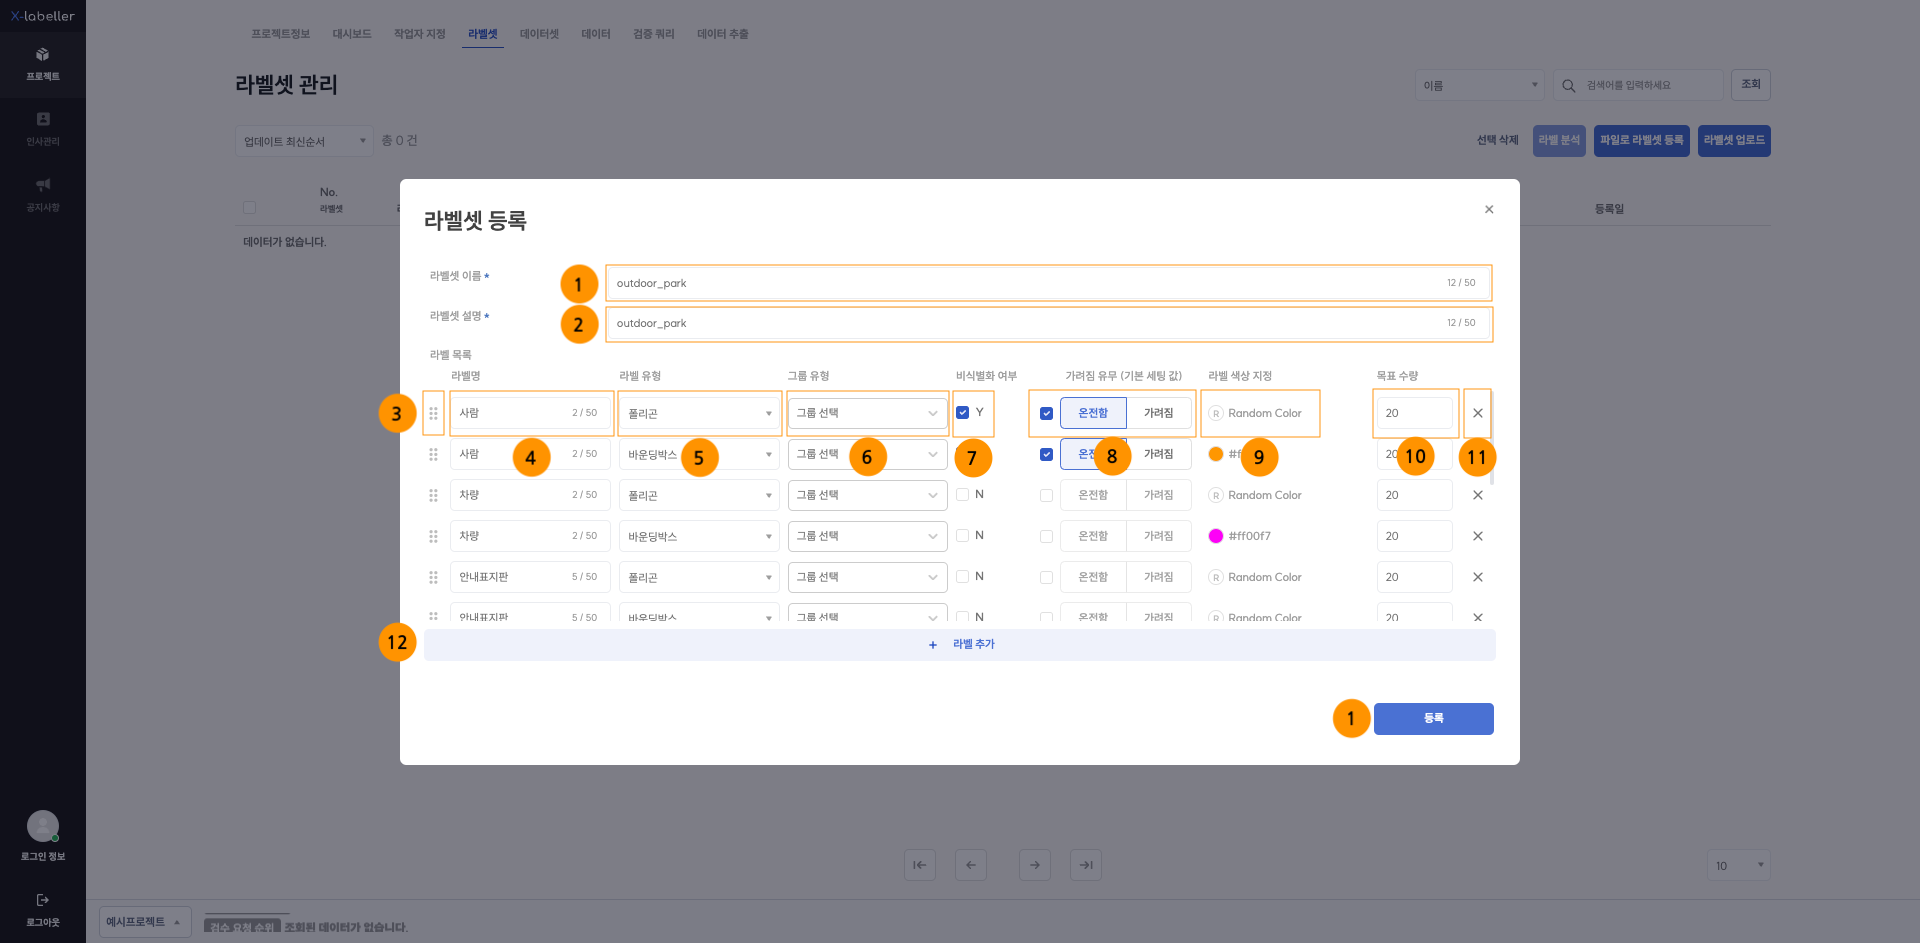 X-labeller
프로젝트
인사관리
공지사항
프로젝트정보 대시보드 작업자 지정 라벨셋 데이터셋 데이터 검증 쿼리 데이터 추출
라벨셋 관리
이름 검색어를 입력하세요 조회
업데이트 최신순서 총 0 건 선택 삭제 라벨 분석 파일로 라벨셋 등록 라벨셋 업로드
No.
라벨셋 등록일
데이터가 없습니다.
라벨셋 등록 ×
라벨셋 이름 * 1 outdoor_park 12 / 50
라벨셋 설명 * 2 outdoor_park 12 / 50
라벨 목록
라벨명 라벨 유형 그룹 유형 비식별화 여부 가려짐 유무 (기본 세팅 값) 라벨 색상 지정 목표 수량
3 사람 2 / 50 폴리곤 그룹 선택 Y 온전함 가려짐 R Random Color 20
사람 4 2 / 50 바운딩박스 5 그룹 선택 6 7 8 가려짐 9 10 11
차량 2 / 50 폴리곤 그룹 선택 N 온전함 가려짐 R Random Color 20
차량 2 / 50 바운딩박스 그룹 선택 N 온전함 가려짐 #ff00f7 20
안내표지판 5 / 50 폴리곤 그룹 선택 N 온전함 가려짐 R Random Color 20
안내표지판 5 / 50 바운딩박스 그룹 선택 N 온전함 가려짐 R Random Color 20
12 + 라벨 추가
1 등록
로그인 정보
로그아웃
10
예시프로젝트 검수 요청 순위 조회된 데이터가 없습니다.